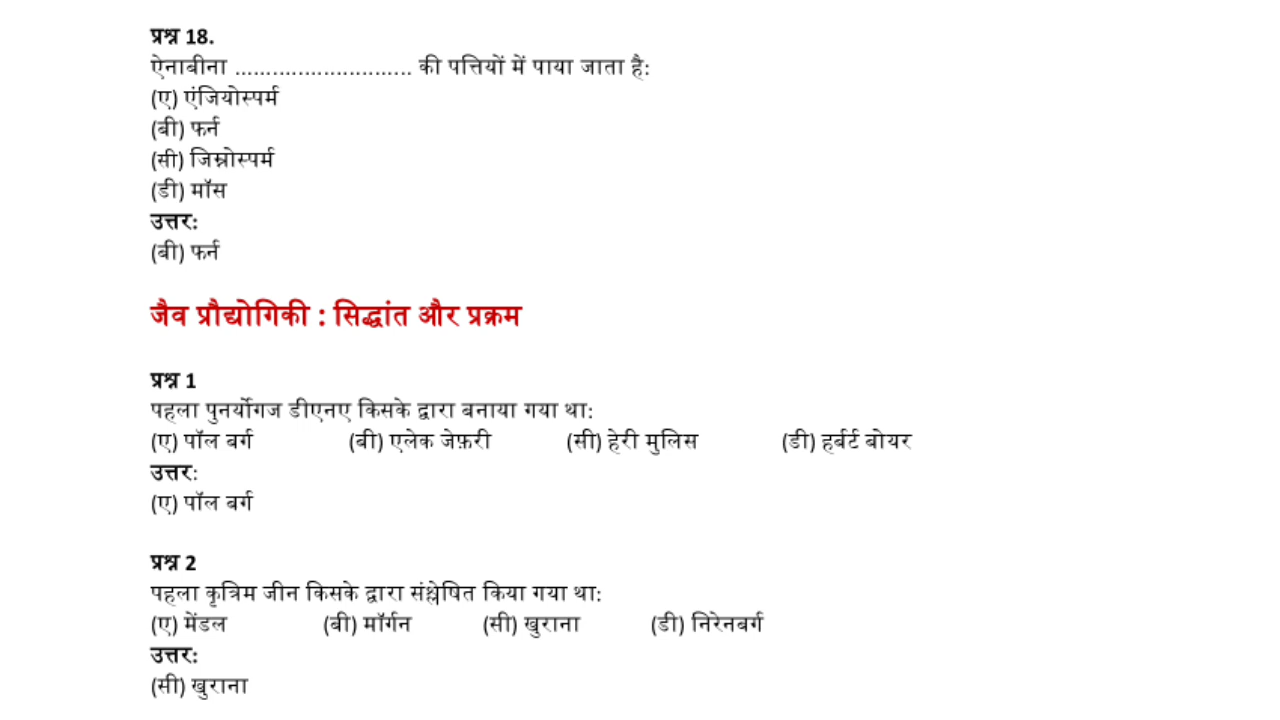 प्रश्न 18.
ऐनाबीना ............................. की पत्तियों में पाया जाता है:
(ए) एंजियोस्पर्म
(बी) फर्न
(सी) जिम्नोस्पर्म
(डी) मॉस
उत्तर:
(बी) फर्न
जैव प्रौद्योगिकी : सिद्धांत और प्रक्रम
प्रश्न 1
पहला पुनर्योगज डीएनए किसके द्वारा बनाया गया था:
(ए) पॉल बर्ग (बी) एलेक जेफ़री (सी) हेरी मुलिस (डी) हर्बर्ट बोयर
उत्तर:
(ए) पॉल बर्ग
प्रश्न 2
पहला कृत्रिम जीन किसके द्वारा संश्लेषित किया गया था:
(ए) मेंडल (बी) मॉर्गन (सी) खुराना (डी) निरेनबर्ग
उत्तर:
(सी) खुराना